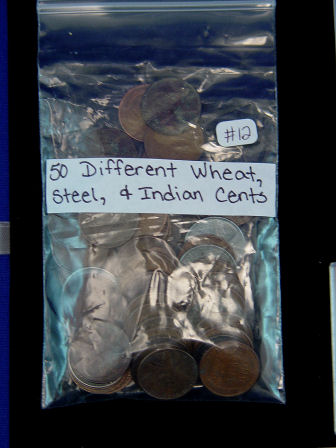 #12
50 Different Wheat,
Steel, & Indian Cents